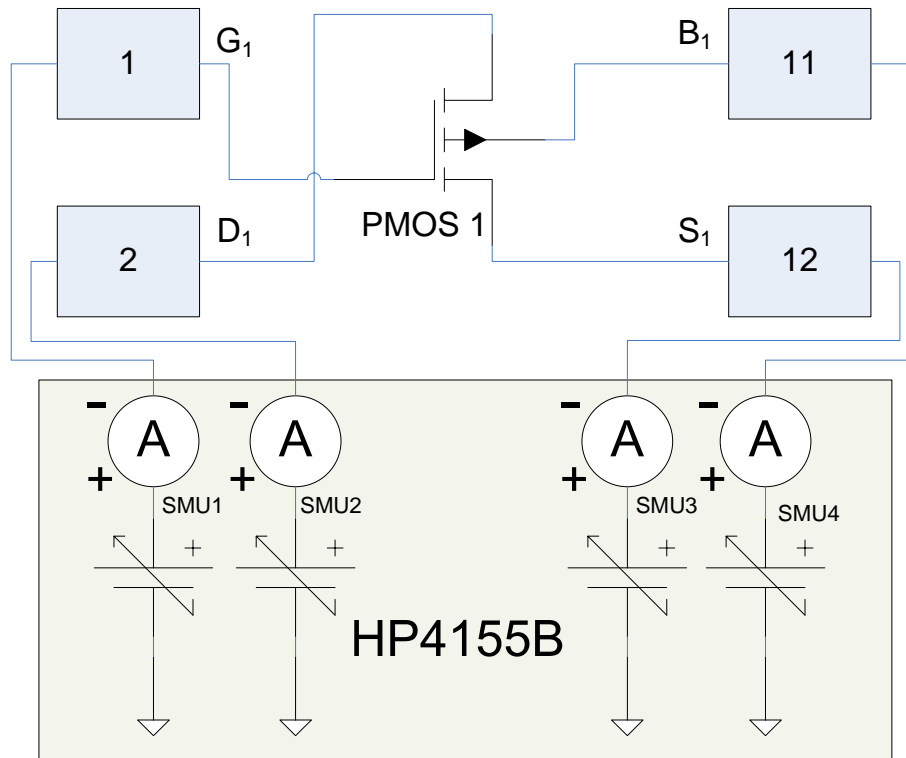 1
G₁
B₁
11
PMOS 1
2
D₁
S₁
12
- - - -
A A A A
+ + + +
SMU1 SMU2 SMU3 SMU4
+ + + +
HP4155B